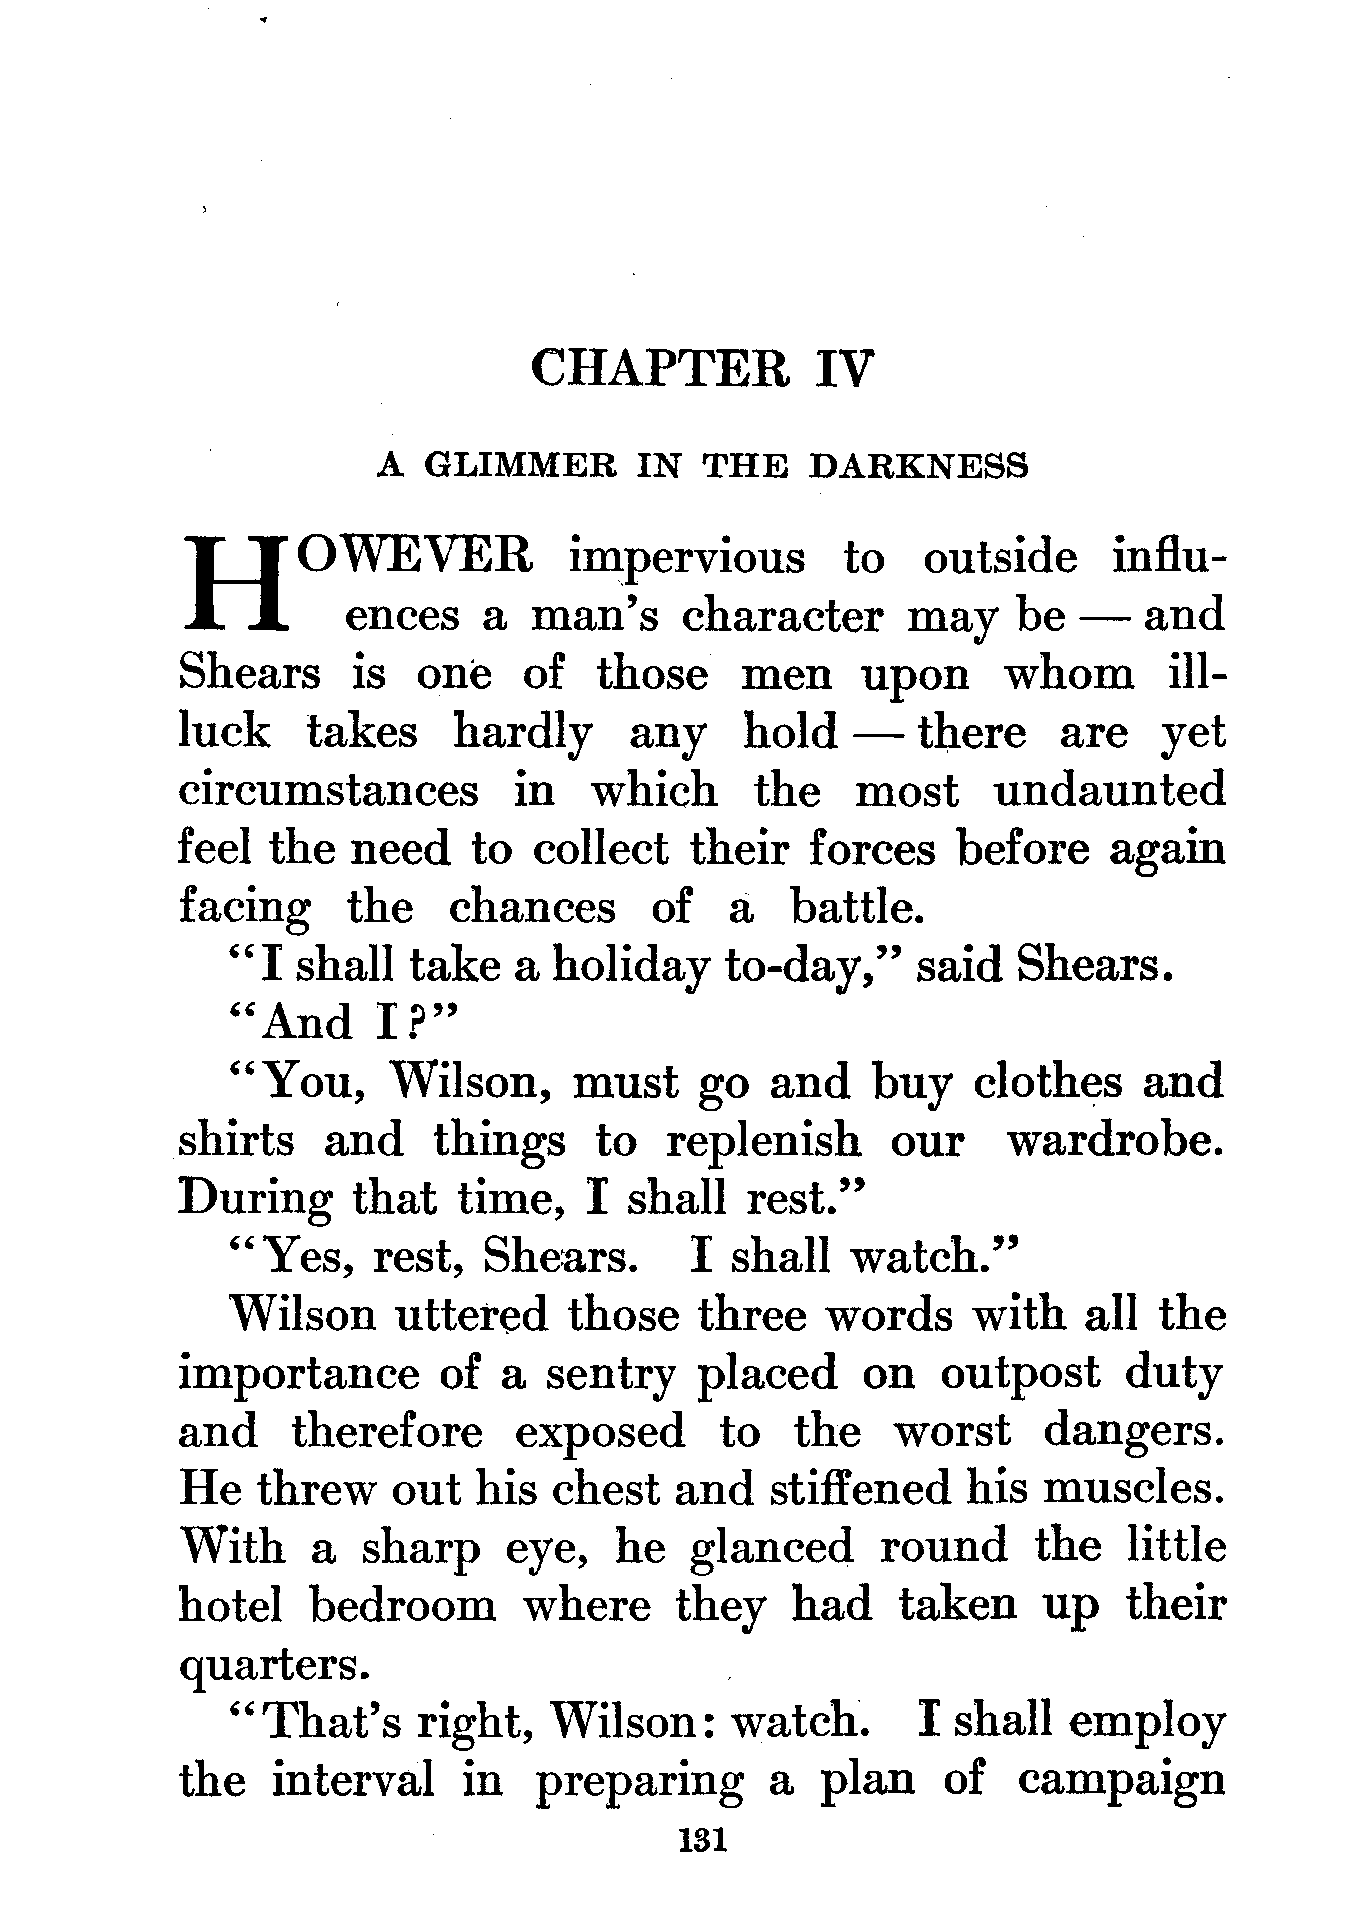 CHAPTER IV
A GLIMMER IN THE DARKNESS
HOWEVER impervious to outside influ-
ences a man's character may be — and
Shears is one of those men upon whom ill-
luck takes hardly any hold — there are yet
circumstances in which the most undaunted
feel the need to collect their forces before again
facing the chances of a battle.
"I shall take a holiday to-day," said Shears.
"And I?"
"You, Wilson, must go and buy clothes and
shirts and things to replenish our wardrobe.
During that time, I shall rest."
"Yes, rest, Shears. I shall watch."
Wilson uttered those three words with all the
importance of a sentry placed on outpost duty
and therefore exposed to the worst dangers.
He threw out his chest and stiffened his muscles.
With a sharp eye, he glanced round the little
hotel bedroom where they had taken up their
quarters.
"That's right, Wilson: watch. I shall employ
the interval in preparing a plan of campaign
131